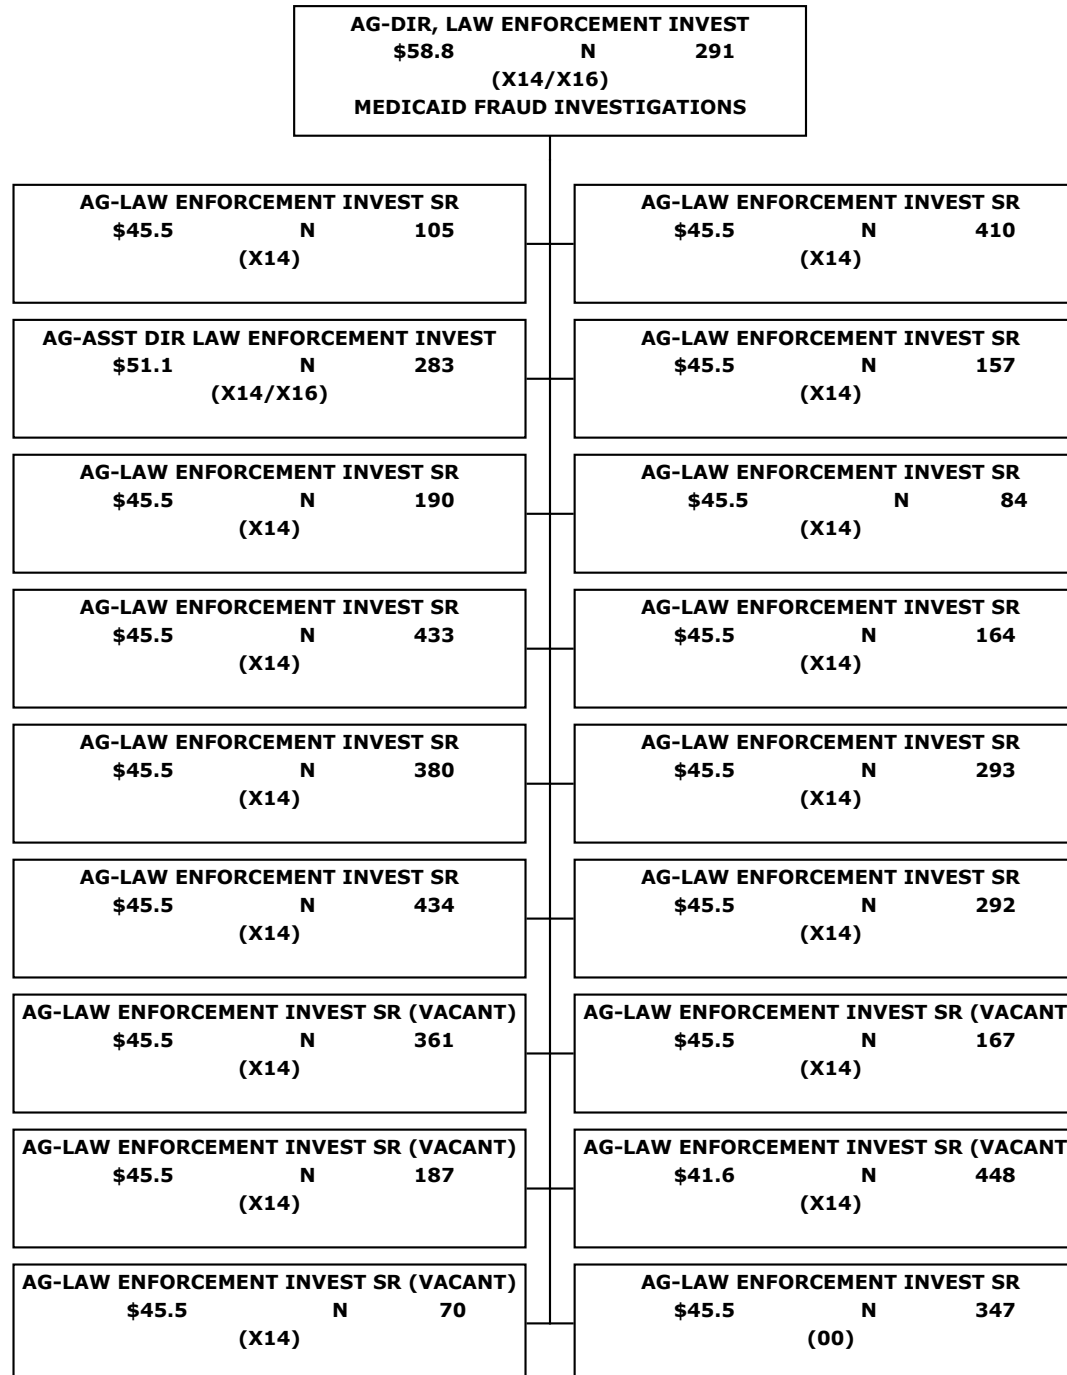 AG-DIR, LAW ENFORCEMENT INVEST
$58.8 N 291
(X14/X16)
MEDICAID FRAUD INVESTIGATIONS
AG-LAW ENFORCEMENT INVEST SR
$45.5 N 105
(X14)
AG-LAW ENFORCEMENT INVEST SR
$45.5 N 410
(X14)
AG-ASST DIR LAW ENFORCEMENT INVEST
$51.1 N 283
(X14/X16)
AG-LAW ENFORCEMENT INVEST SR
$45.5 N 157
(X14)
AG-LAW ENFORCEMENT INVEST SR
$45.5 N 190
(X14)
AG-LAW ENFORCEMENT INVEST SR
$45.5 N 84
(X14)
AG-LAW ENFORCEMENT INVEST SR
$45.5 N 433
(X14)
AG-LAW ENFORCEMENT INVEST SR
$45.5 N 164
(X14)
AG-LAW ENFORCEMENT INVEST SR
$45.5 N 380
(X14)
AG-LAW ENFORCEMENT INVEST SR
$45.5 N 293
(X14)
AG-LAW ENFORCEMENT INVEST SR
$45.5 N 434
(X14)
AG-LAW ENFORCEMENT INVEST SR
$45.5 N 292
(X14)
AG-LAW ENFORCEMENT INVEST SR (VACANT)
$45.5 N 361
(X14)
AG-LAW ENFORCEMENT INVEST SR (VACANT
$45.5 N 167
(X14)
AG-LAW ENFORCEMENT INVEST SR (VACANT)
$45.5 N 187
(X14)
AG-LAW ENFORCEMENT INVEST SR (VACANT
$41.6 N 448
(X14)
AG-LAW ENFORCEMENT INVEST SR (VACANT)
$45.5 N 70
(X14)
AG-LAW ENFORCEMENT INVEST SR
$45.5 N 347
(00)